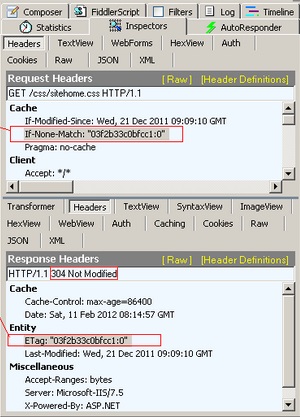 Composer FiddlerScript Filters Log Timeline
Statistics Inspectors AutoResponder
Headers TextView WebForms HexView Auth
Cookies Raw JSON XML
Request Headers [ Raw ] [Header Definitions]
GET /css/sitehome.css HTTP/1.1
Cache
If-Modified-Since: Wed, 21 Dec 2011 09:09:10 GMT
If-None-Match: "03f2b33c0bfcc1:0"
Pragma: no-cache
Client
Accept: */*
Transformer Headers TextView SyntaxView ImageView
HexView WebView Auth Caching Cookies Raw
JSON XML
Response Headers [ Raw ] [Header Definitions]
HTTP/1.1 304 Not Modified
Cache
Cache-Control: max-age=86400
Date: Sat, 11 Feb 2012 08:14:57 GMT
Entity
ETag: "03f2b33c0bfcc1:0"
Last-Modified: Wed, 21 Dec 2011 09:09:10 GMT
Miscellaneous
Accept-Ranges: bytes
Server: Microsoft-IIS/7.5
X-Powered-By: ASP.NET